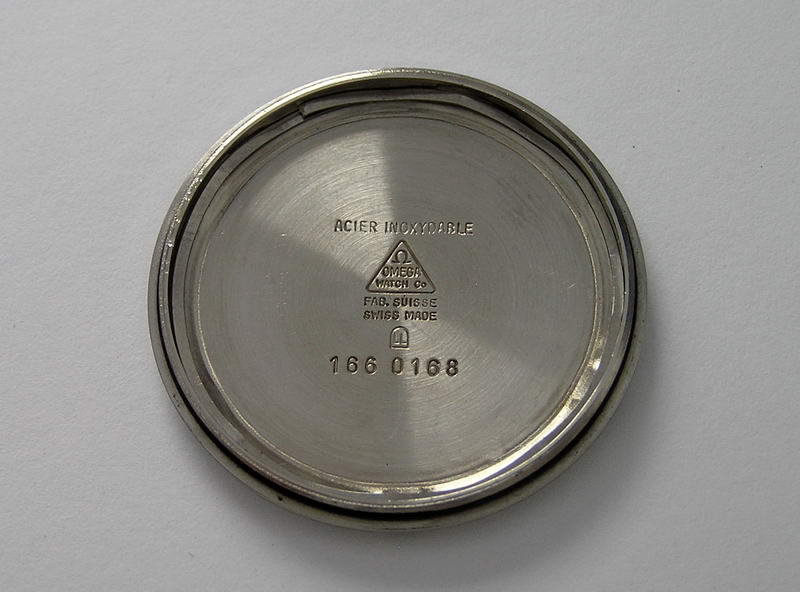 ACIER INOXYDABLE
Ω
OMEGA
WATCH Co
FAB. SUISSE
SWISS MADE
166 0168